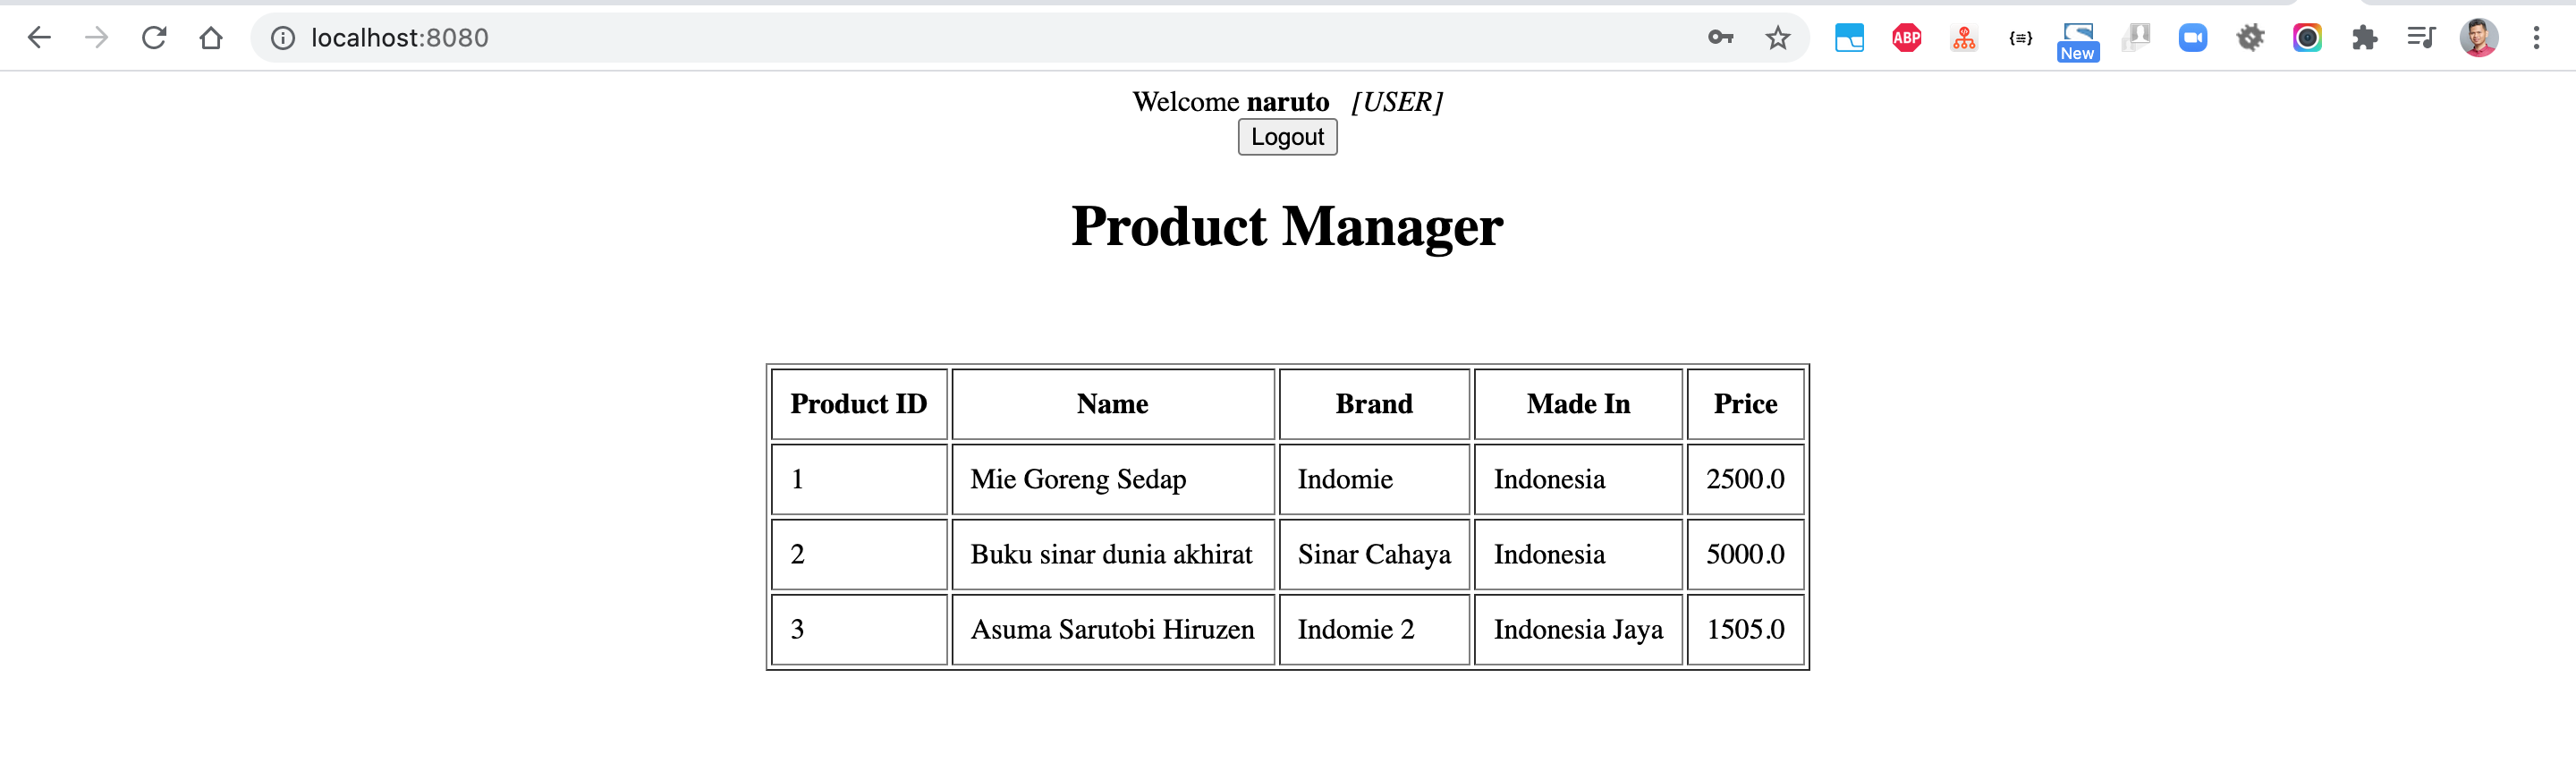 localhost:8080
ABP
{≡}
New
Welcome naruto [USER]
Logout
Product Manager
Product ID Name Brand Made In Price
1 Mie Goreng Sedap Indomie Indonesia 2500.0
2 Buku sinar dunia akhirat Sinar Cahaya Indonesia 5000.0
3 Asuma Sarutobi Hiruzen Indomie 2 Indonesia Jaya 1505.0